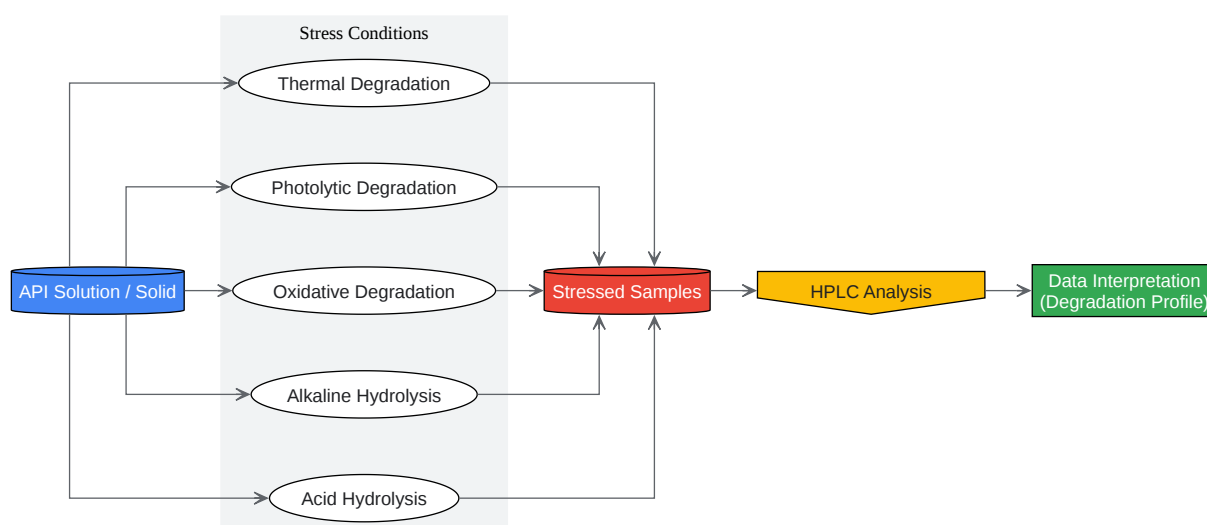 Stress Conditions
Thermal Degradation
Photolytic Degradation
API Solution / Solid
Oxidative Degradation
Stressed Samples
HPLC Analysis
Data Interpretation
(Degradation Profile)
Alkaline Hydrolysis
Acid Hydrolysis